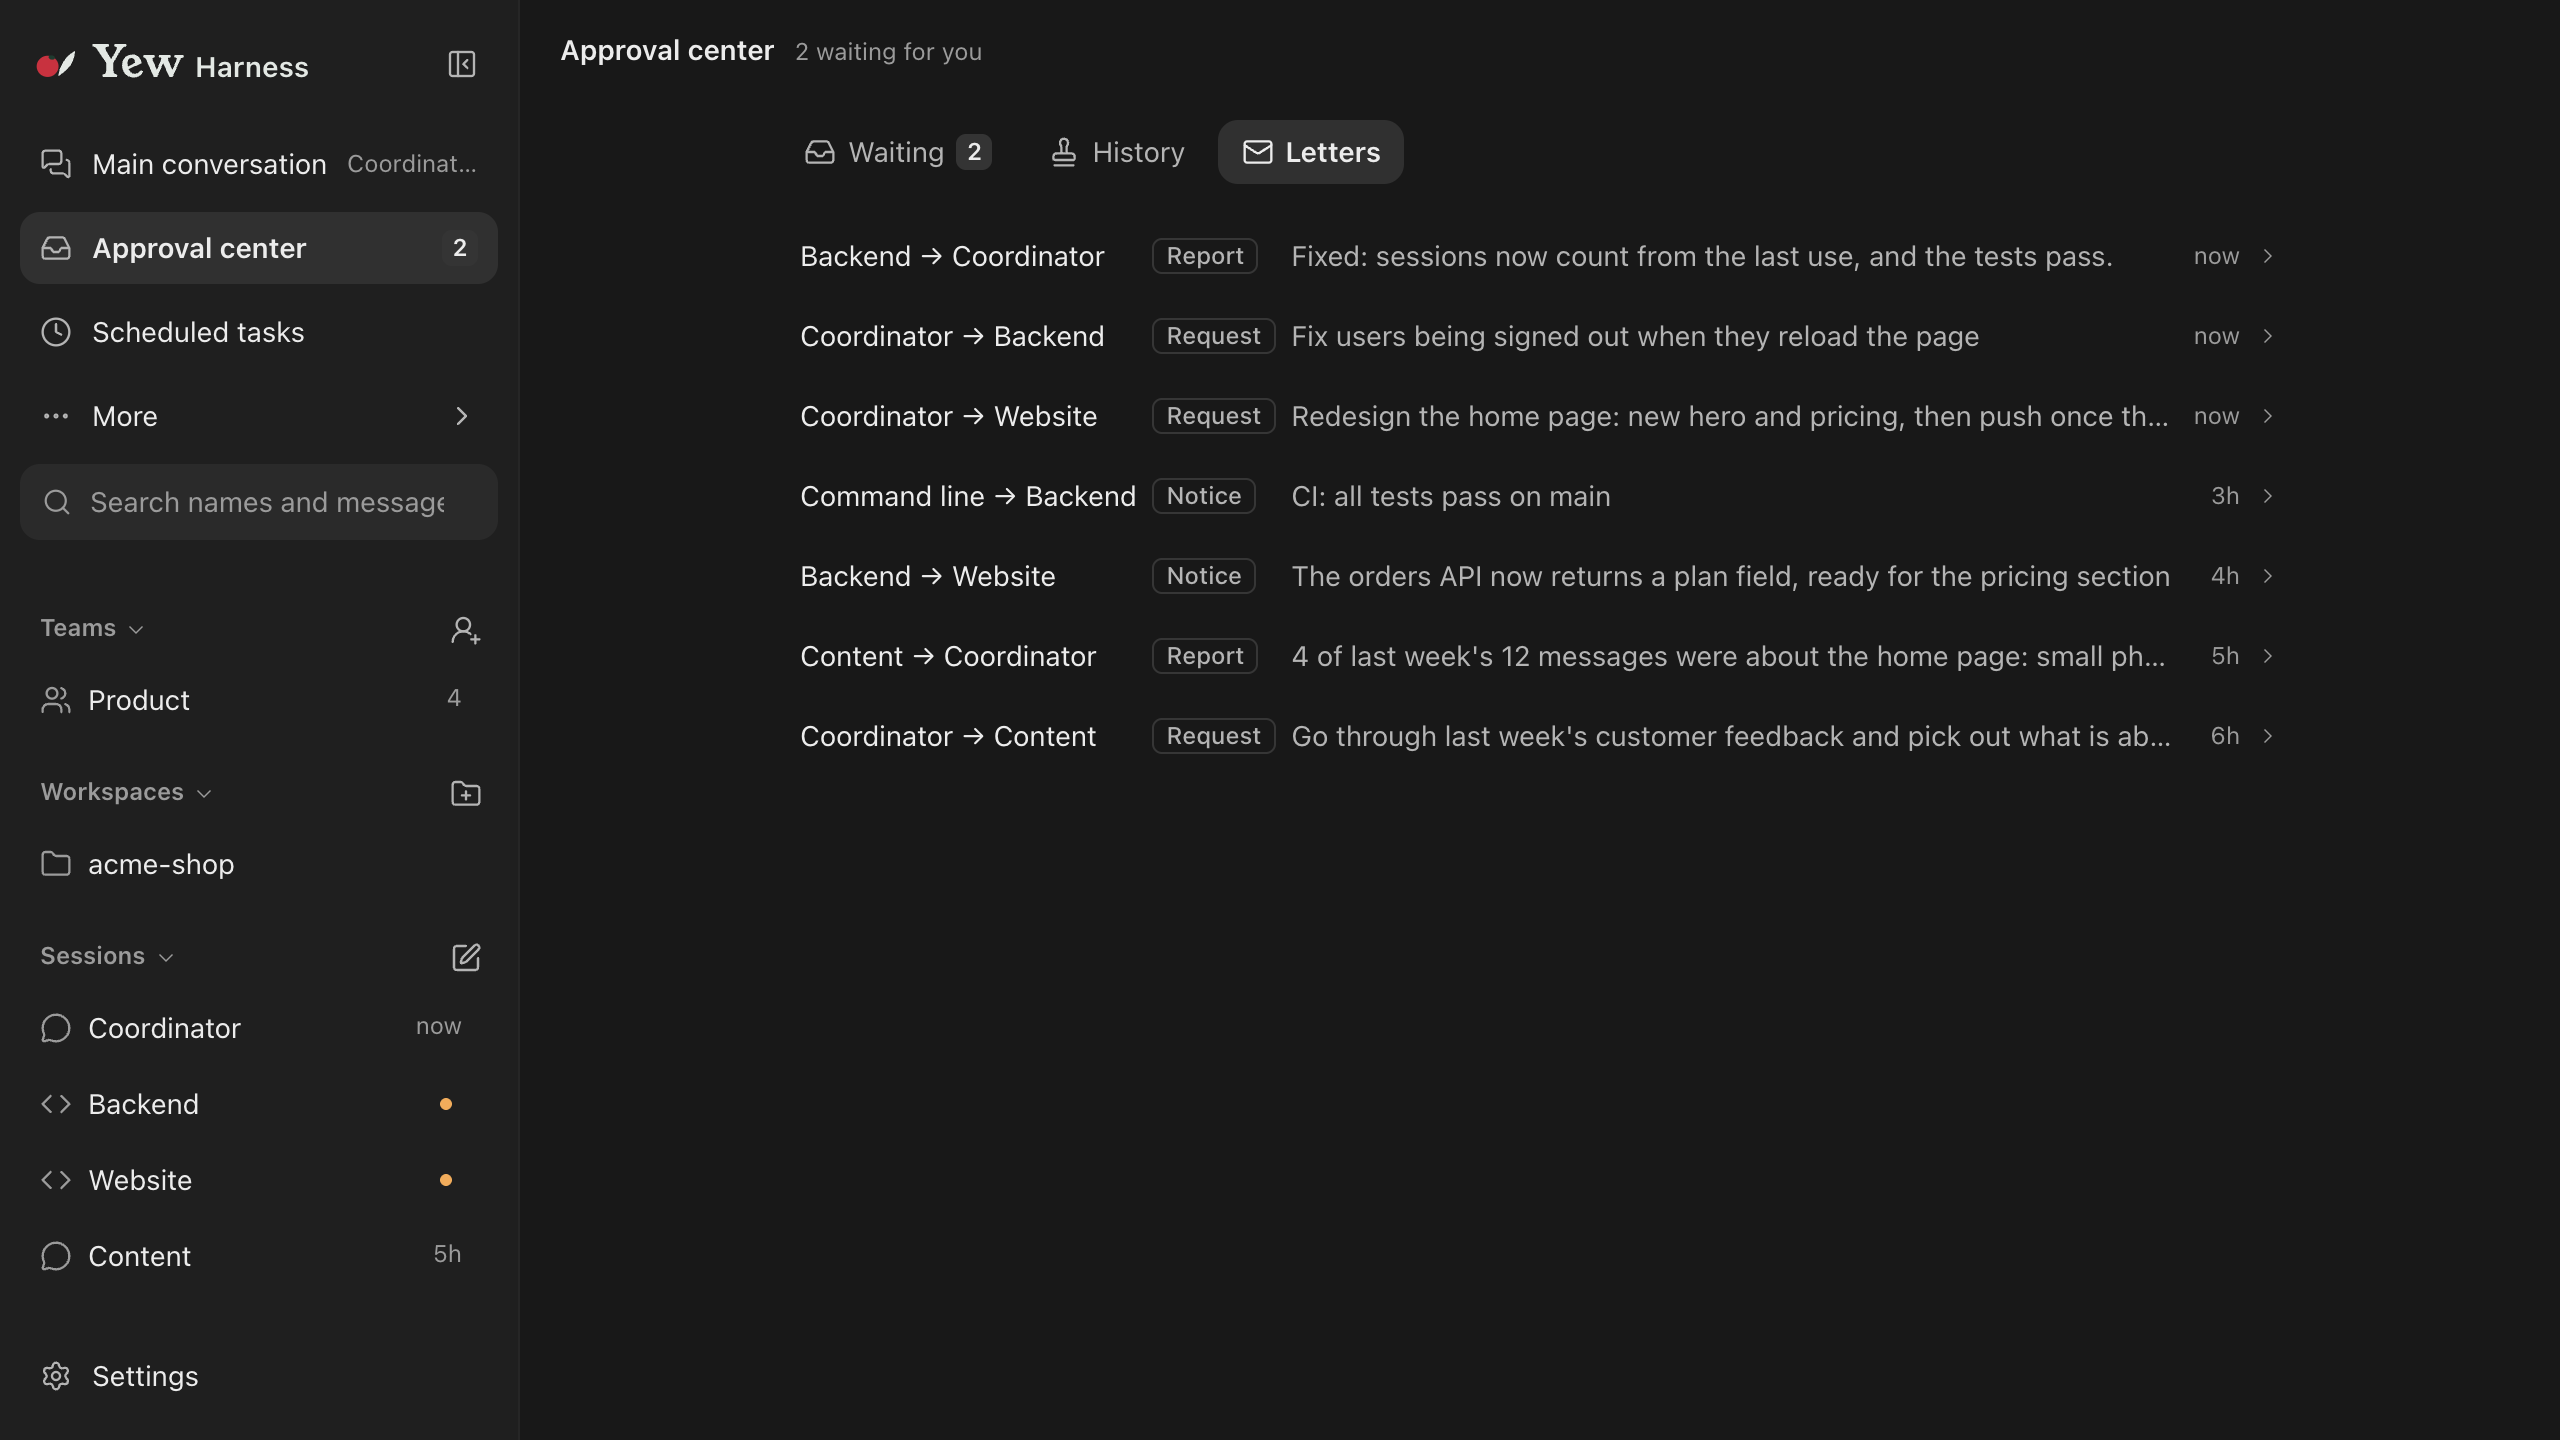 Yew Harness
Main conversation Coordinat...
Approval center 2
Scheduled tasks
More
Search names and message
Teams
Product 4
Workspaces
acme-shop
Sessions
Coordinator now
Backend
Website
Content 5h
Settings
Approval center 2 waiting for you
Waiting 2 History Letters
Backend → Coordinator Report Fixed: sessions now count from the last use, and the tests pass. now
Coordinator → Backend Request Fix users being signed out when they reload the page now
Coordinator → Website Request Redesign the home page: new hero and pricing, then push once th... now
Command line → Backend Notice CI: all tests pass on main 3h
Backend → Website Notice The orders API now returns a plan field, ready for the pricing section 4h
Content → Coordinator Report 4 of last week's 12 messages were about the home page: small ph... 5h
Coordinator → Content Request Go through last week's customer feedback and pick out what is ab... 6h